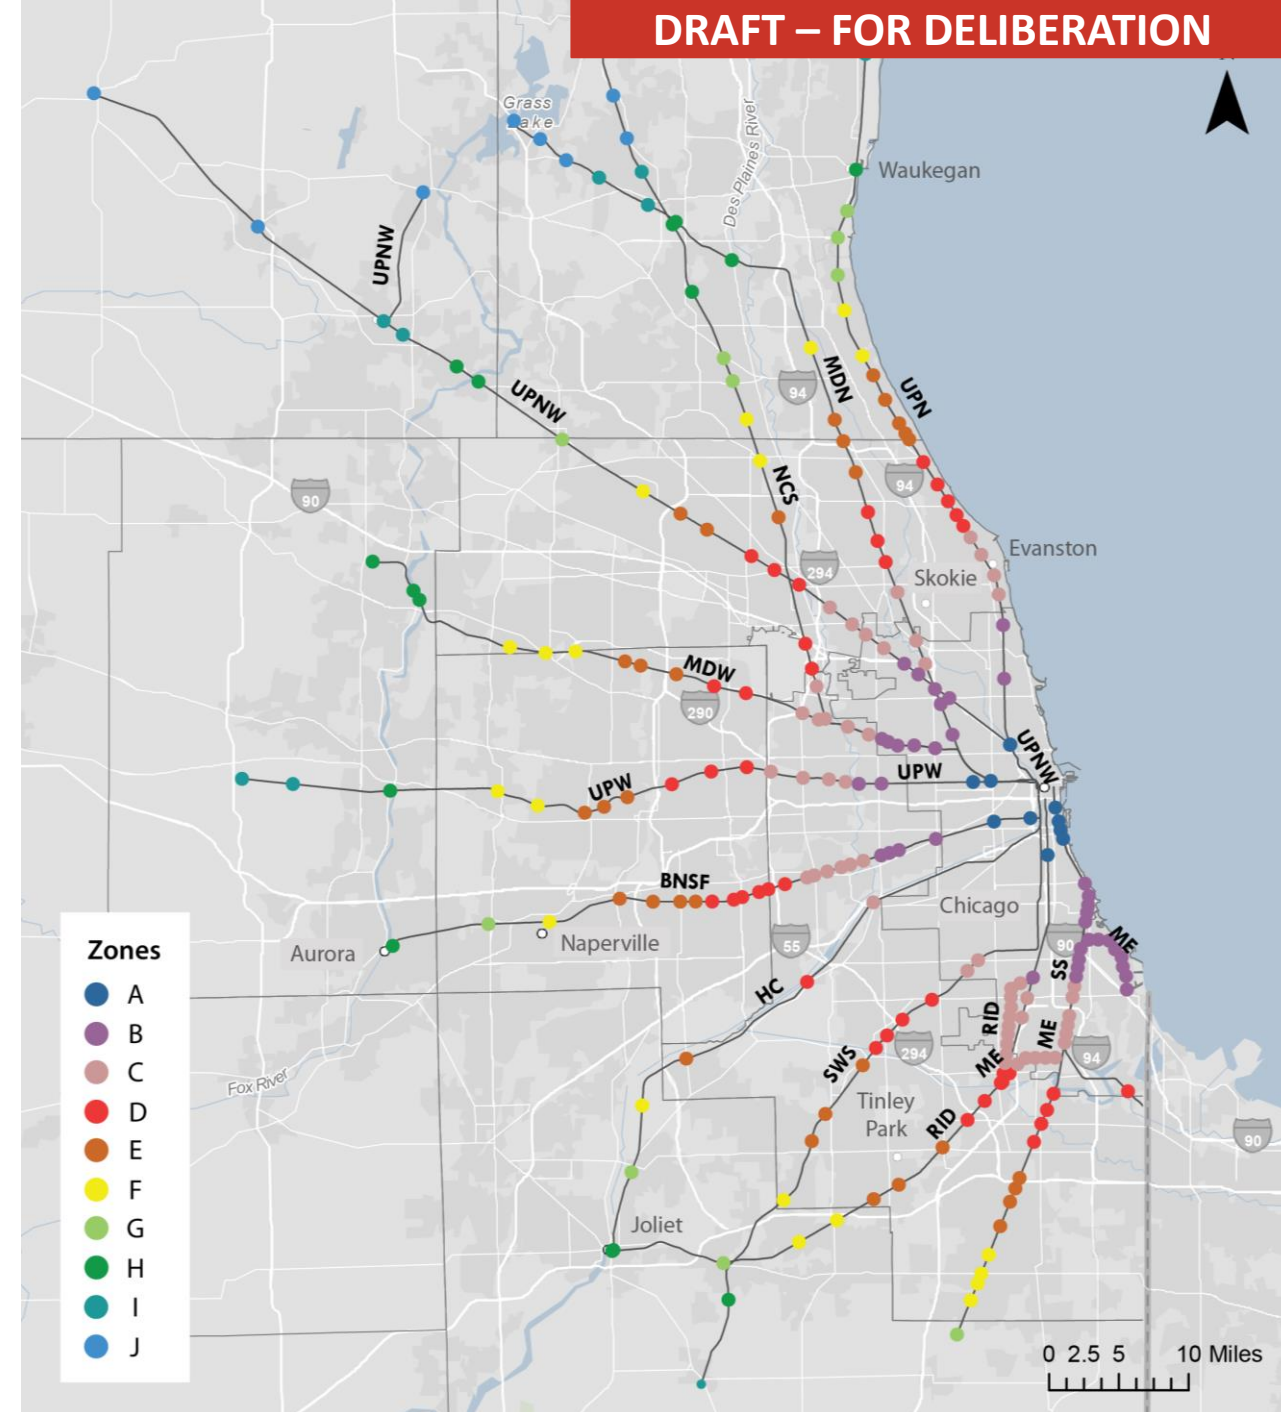 DRAFT – FOR DELIBERATION
Grass
Lake
Des Plaines River
Waukegan
UPNW
94
MDN
UPN
UPNW
NCS
94
90
Evanston
294
Skokie
MDW
290
UPNW
UPW
UPW
BNSF
Chicago
Naperville
Aurora
55
90
ME
SS
HC
RID
ME
294
94
SWS
ME
Fox River
Tinley
Park
RID
90
Joliet
Zones
A
B
C
D
E
F
G
H
I
J
0 2.5 5 10 Miles